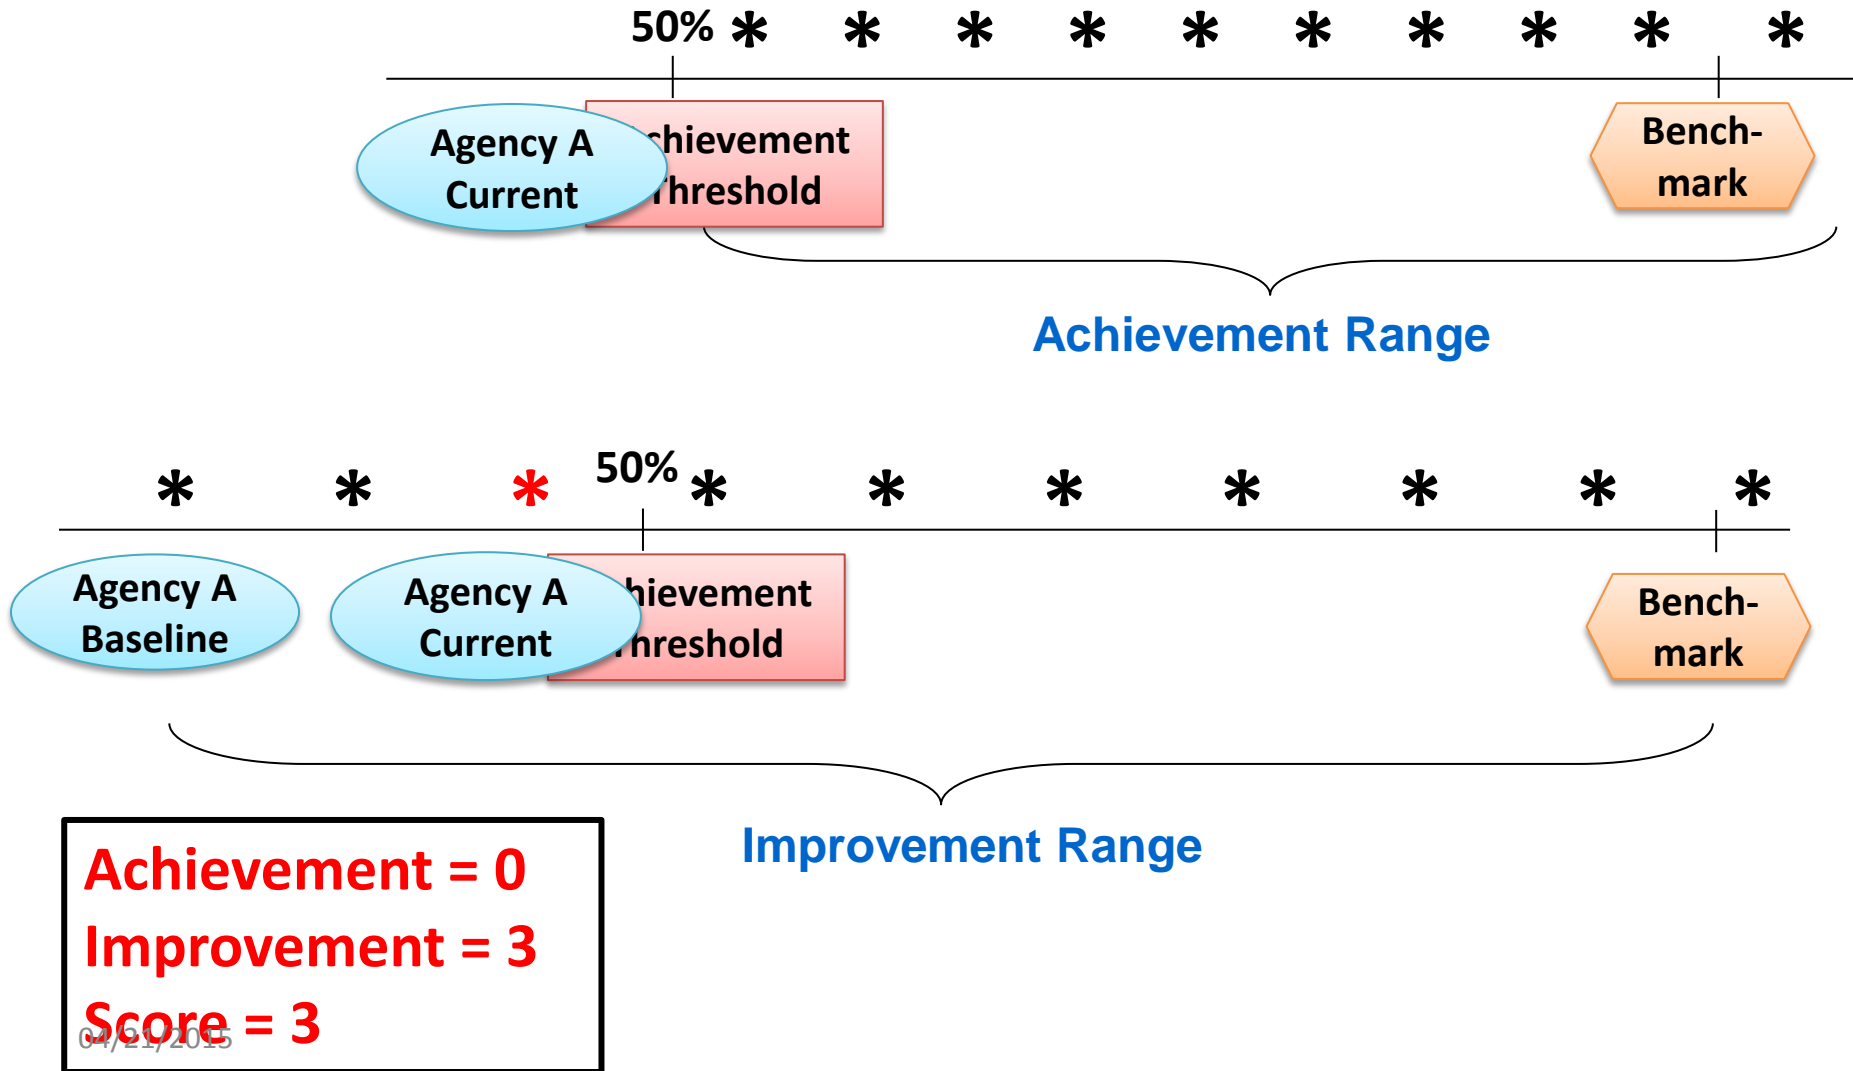 50% * * * * * * * * * *
Agency A
Current
chievement
Threshold
Bench-
mark
Achievement Range
* * * 50% * * * * * * *
Agency A
Baseline
Agency A
Current
hievement
Threshold
Bench-
mark
Improvement Range
Achievement = 0
Improvement = 3
Score = 3
04/21/2015